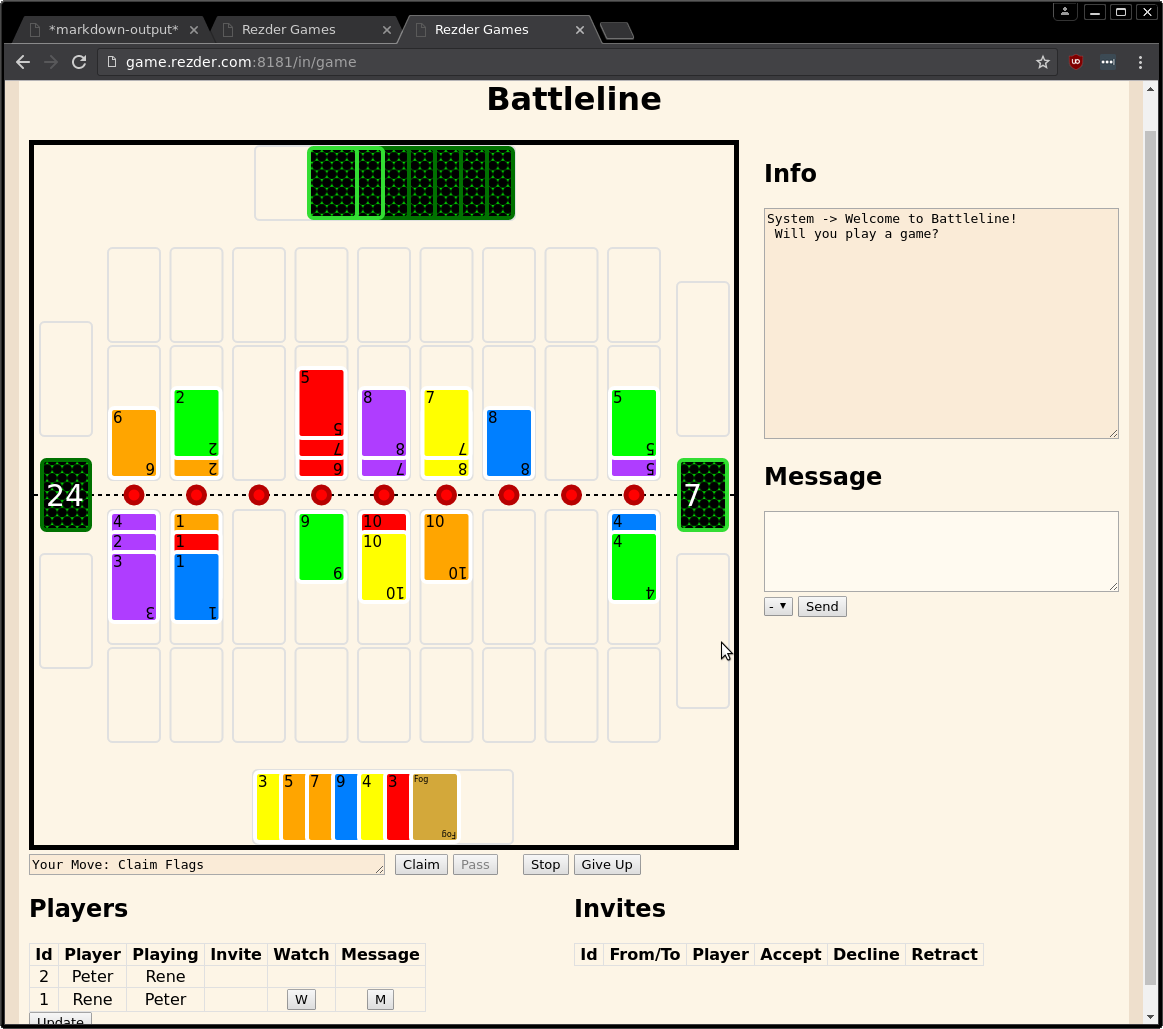 *markdown-output*
Rezder Games
Rezder Games
game.rezder.com:8181/in/game
Battleline
Info
System -> Welcome to Battleline!
Will you play a game?
5 5
2 8 7 5
6 8
5
2 8 7 5
7
6 2 6 7 8 8 5
24 7
4 1 9 10 10 4
2 1 10 4
3 1
9 10
10 4
3 1
Message
- Send
3 5 7 9 4 3 Fog
Fog
Your Move: Claim Flags Claim Pass Stop Give Up
Players
Id Player Playing Invite Watch Message
2 Peter Rene
1 Rene Peter W M
Update
Invites
Id From/To Player Accept Decline Retract